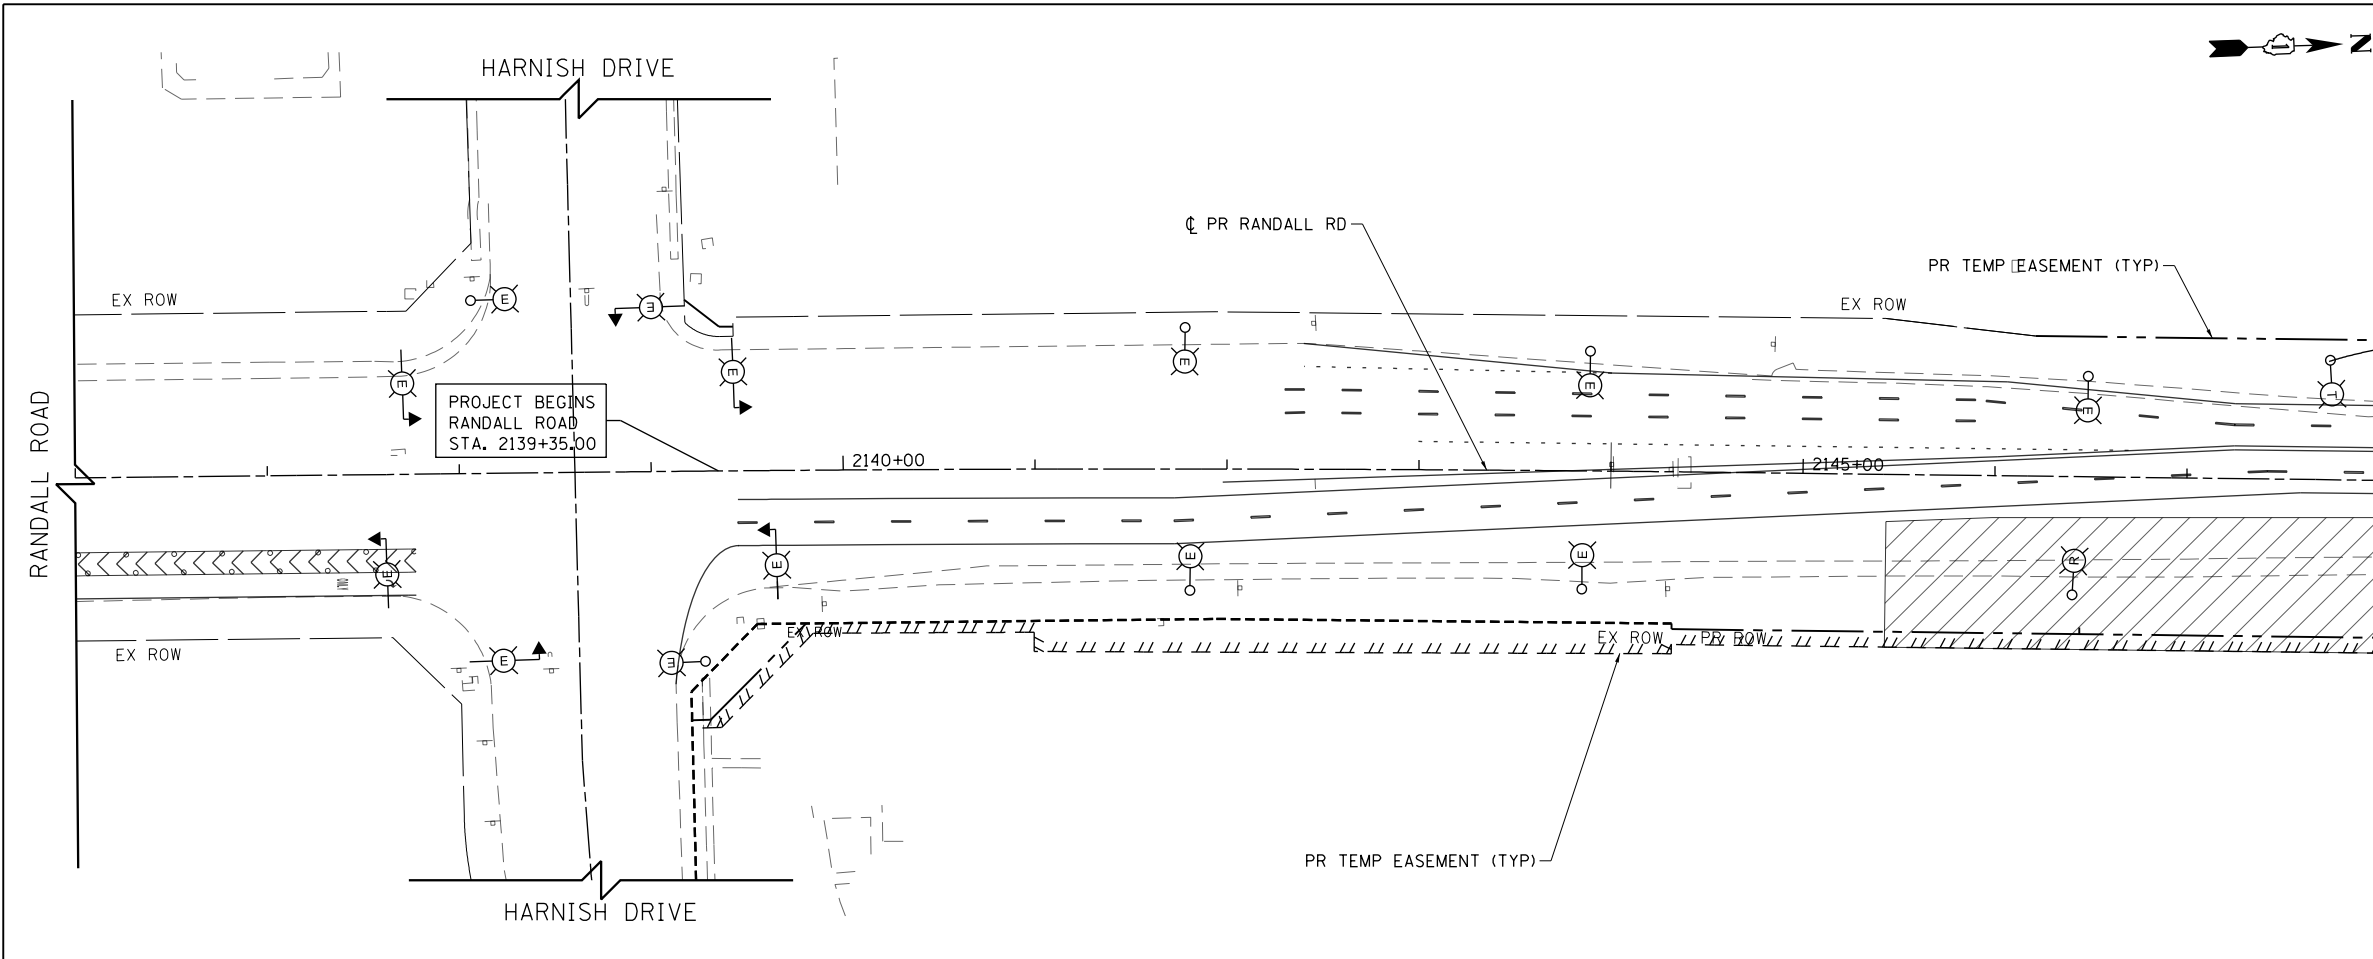 HARNISH DRIVE
N
℄ PR RANDALL RD
PR TEMP EASEMENT (TYP)
EX ROW
EX ROW
E
E
E
E
E
E
E
E
T
RANDALL ROAD
PROJECT BEGINS
RANDALL ROAD
STA. 2139+35.00
2140+00
2145+00
E
E
E
E
R
EX ROW
EX ROW
PR ROW
EX ROW
E
E
PR TEMP EASEMENT (TYP)
HARNISH DRIVE